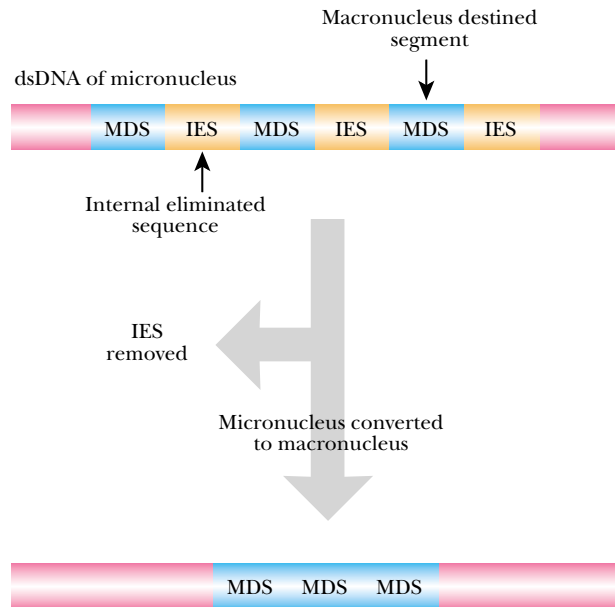 Macronucleus destined
segment
dsDNA of micronucleus
MDS IES MDS IES MDS IES
Internal eliminated
sequence
IES
removed
Micronucleus converted
to macronucleus
MDS MDS MDS